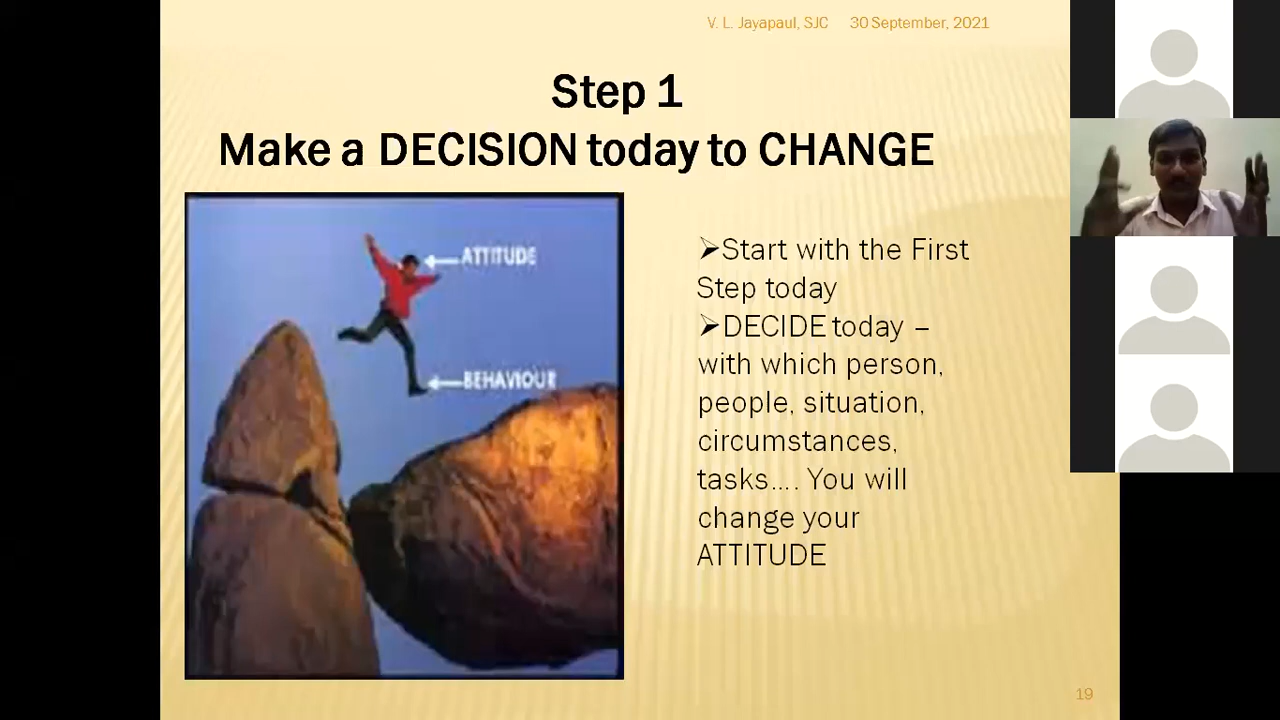 V. L. Jayapaul, SJC 30 September, 2021
Step 1
Make a DECISION today to CHANGE
ATTITUDE
BEHAVIOUR
➢Start with the First
Step today
➢DECIDE today –
with which person,
people, situation,
circumstances,
tasks…. You will
change your
ATTITUDE
19